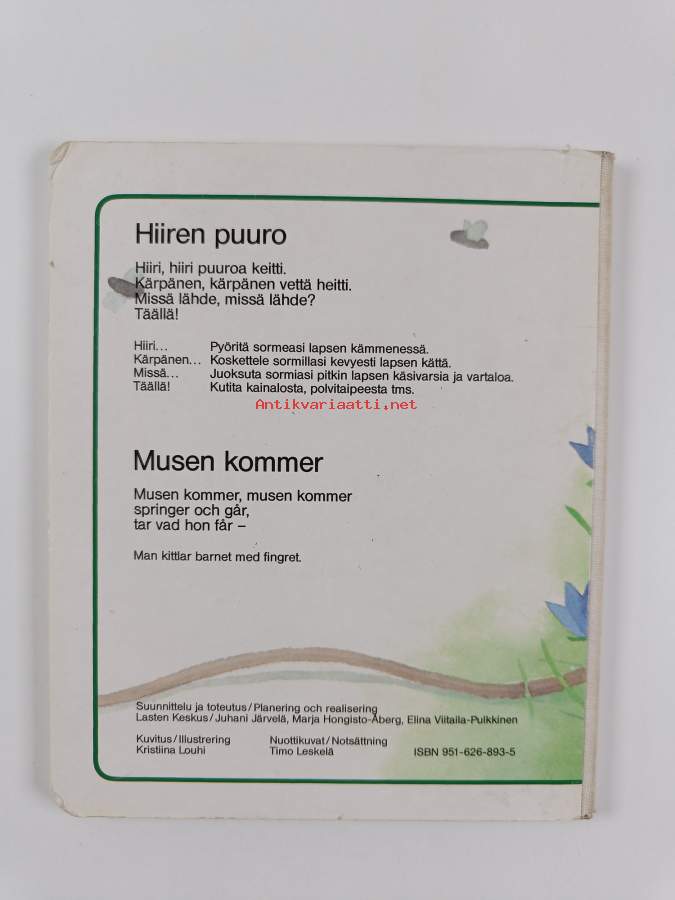 Hiiren puuro
Hiiri, hiiri puuroa keitti.
Kärpänen, kärpänen vettä heitti.
Missä lähde, missä lähde?
Täällä!
Hiiri... Pyöritä sormeasi lapsen kämmenessä.
Kärpänen... Koskettele sormillasi kevyesti lapsen kättä.
Missä... Juoksuta sormiasi pitkin lapsen käsivarsia ja vartaloa.
Täällä! Kutita kainalosta, polvitaipeesta tms.
Antikvariaatti.net
Musen kommer
Musen kommer, musen kommer
springer och går,
tar vad hon får –
Man kittlar barnet med fingret.
Suunnittelu ja toteutus/Planering och realisering
Lasten Keskus/Juhani Järvelä, Marja Hongisto-Åberg, Elina Viitaila-Pulkkinen
Kuvitus/Illustrering
Kristiina Louhi
Nuottikuvat/Notsättning
Timo Leskelä
ISBN 951-626-893-5